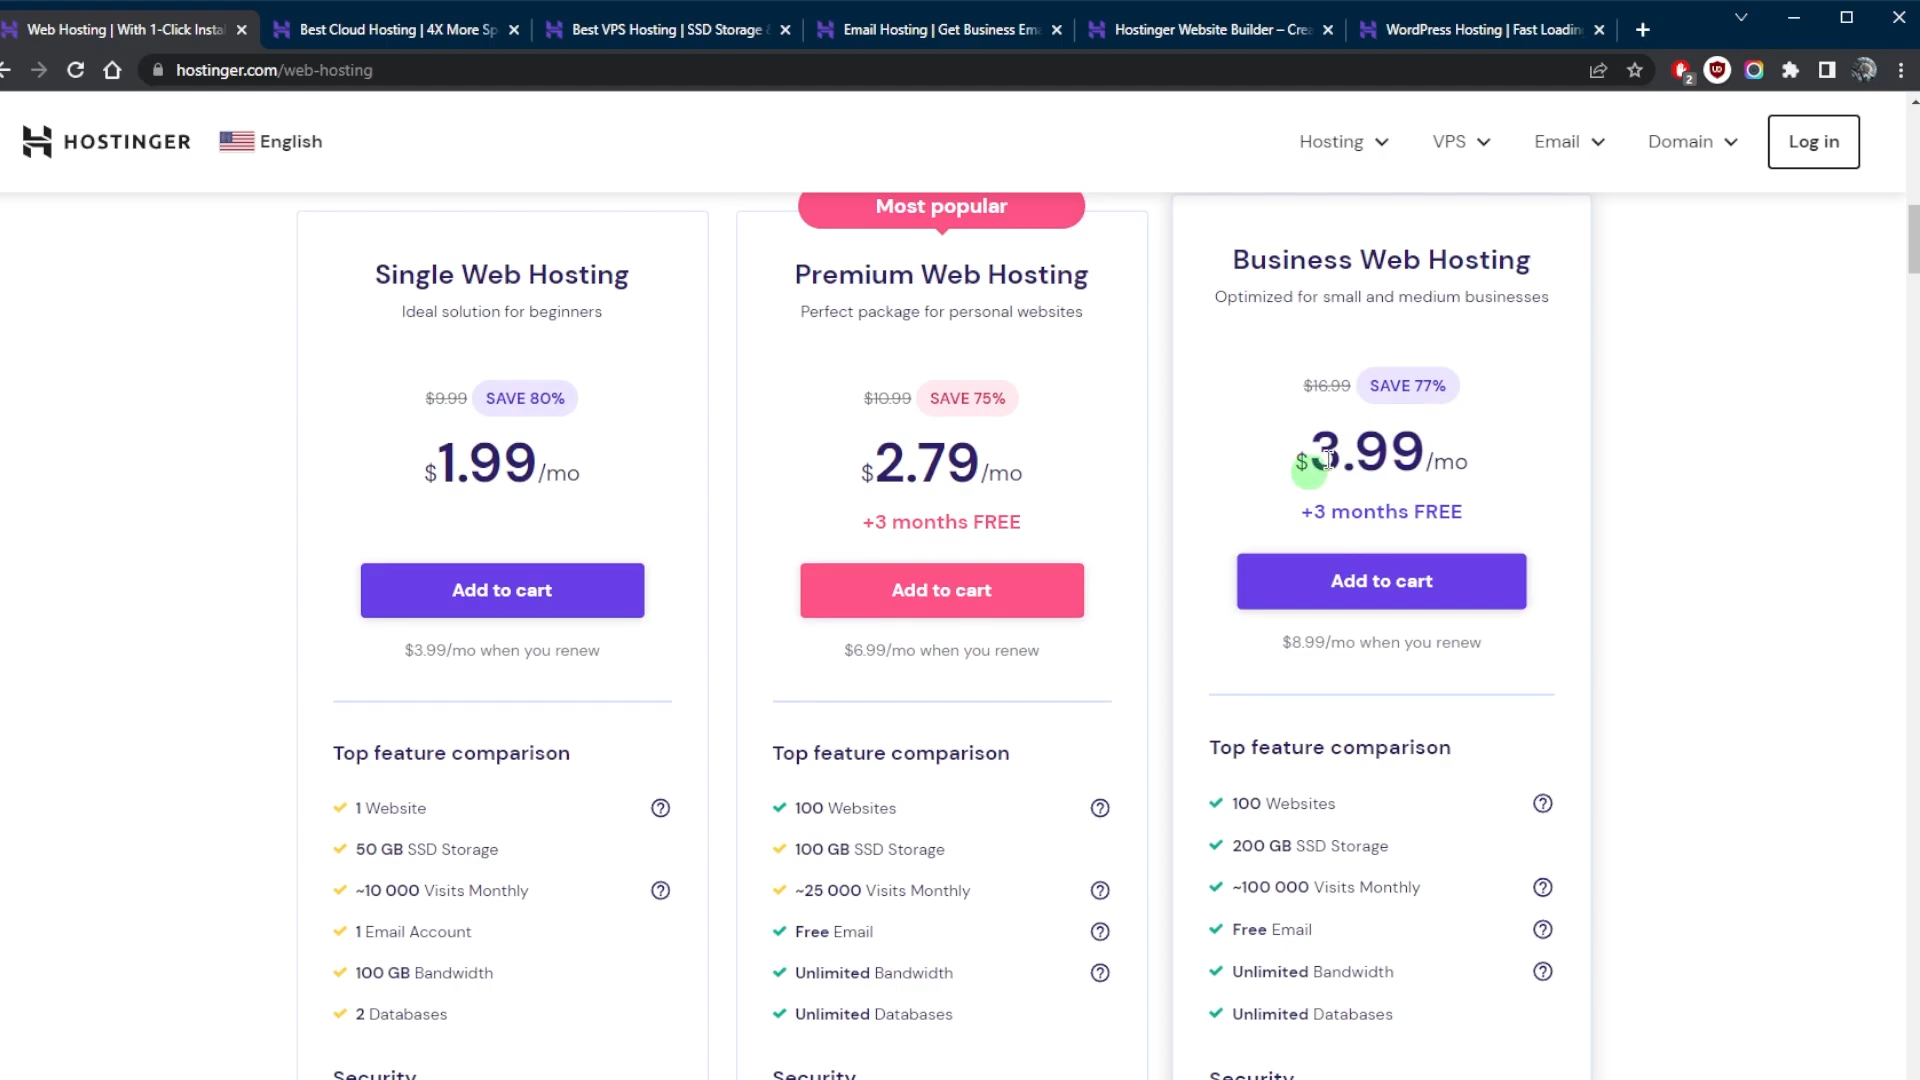 Web Hosting | With 1-Click Insta
Best Cloud Hosting | 4X More Sp
Best VPS Hosting | SSD Storage &
Email Hosting | Get Business Ema
Hostinger Website Builder – Crea
WordPress Hosting | Fast Loading
hostinger.com/web-hosting
2
HOSTINGER
English
Hosting
VPS
Email
Domain
Log in
Single Web Hosting
Ideal solution for beginners
$9.99 SAVE 80%
$1.99/mo
Add to cart
$3.99/mo when you renew
Top feature comparison
1 Website
50 GB SSD Storage
~10 000 Visits Monthly
1 Email Account
100 GB Bandwidth
2 Databases
Security
Most popular
Premium Web Hosting
Perfect package for personal websites
$10.99 SAVE 75%
$2.79/mo
+3 months FREE
Add to cart
$6.99/mo when you renew
Top feature comparison
100 Websites
100 GB SSD Storage
~25 000 Visits Monthly
Free Email
Unlimited Bandwidth
Unlimited Databases
Security
Business Web Hosting
Optimized for small and medium businesses
$16.99 SAVE 77%
$3.99/mo
+3 months FREE
Add to cart
$8.99/mo when you renew
Top feature comparison
100 Websites
200 GB SSD Storage
~100 000 Visits Monthly
Free Email
Unlimited Bandwidth
Unlimited Databases
Security